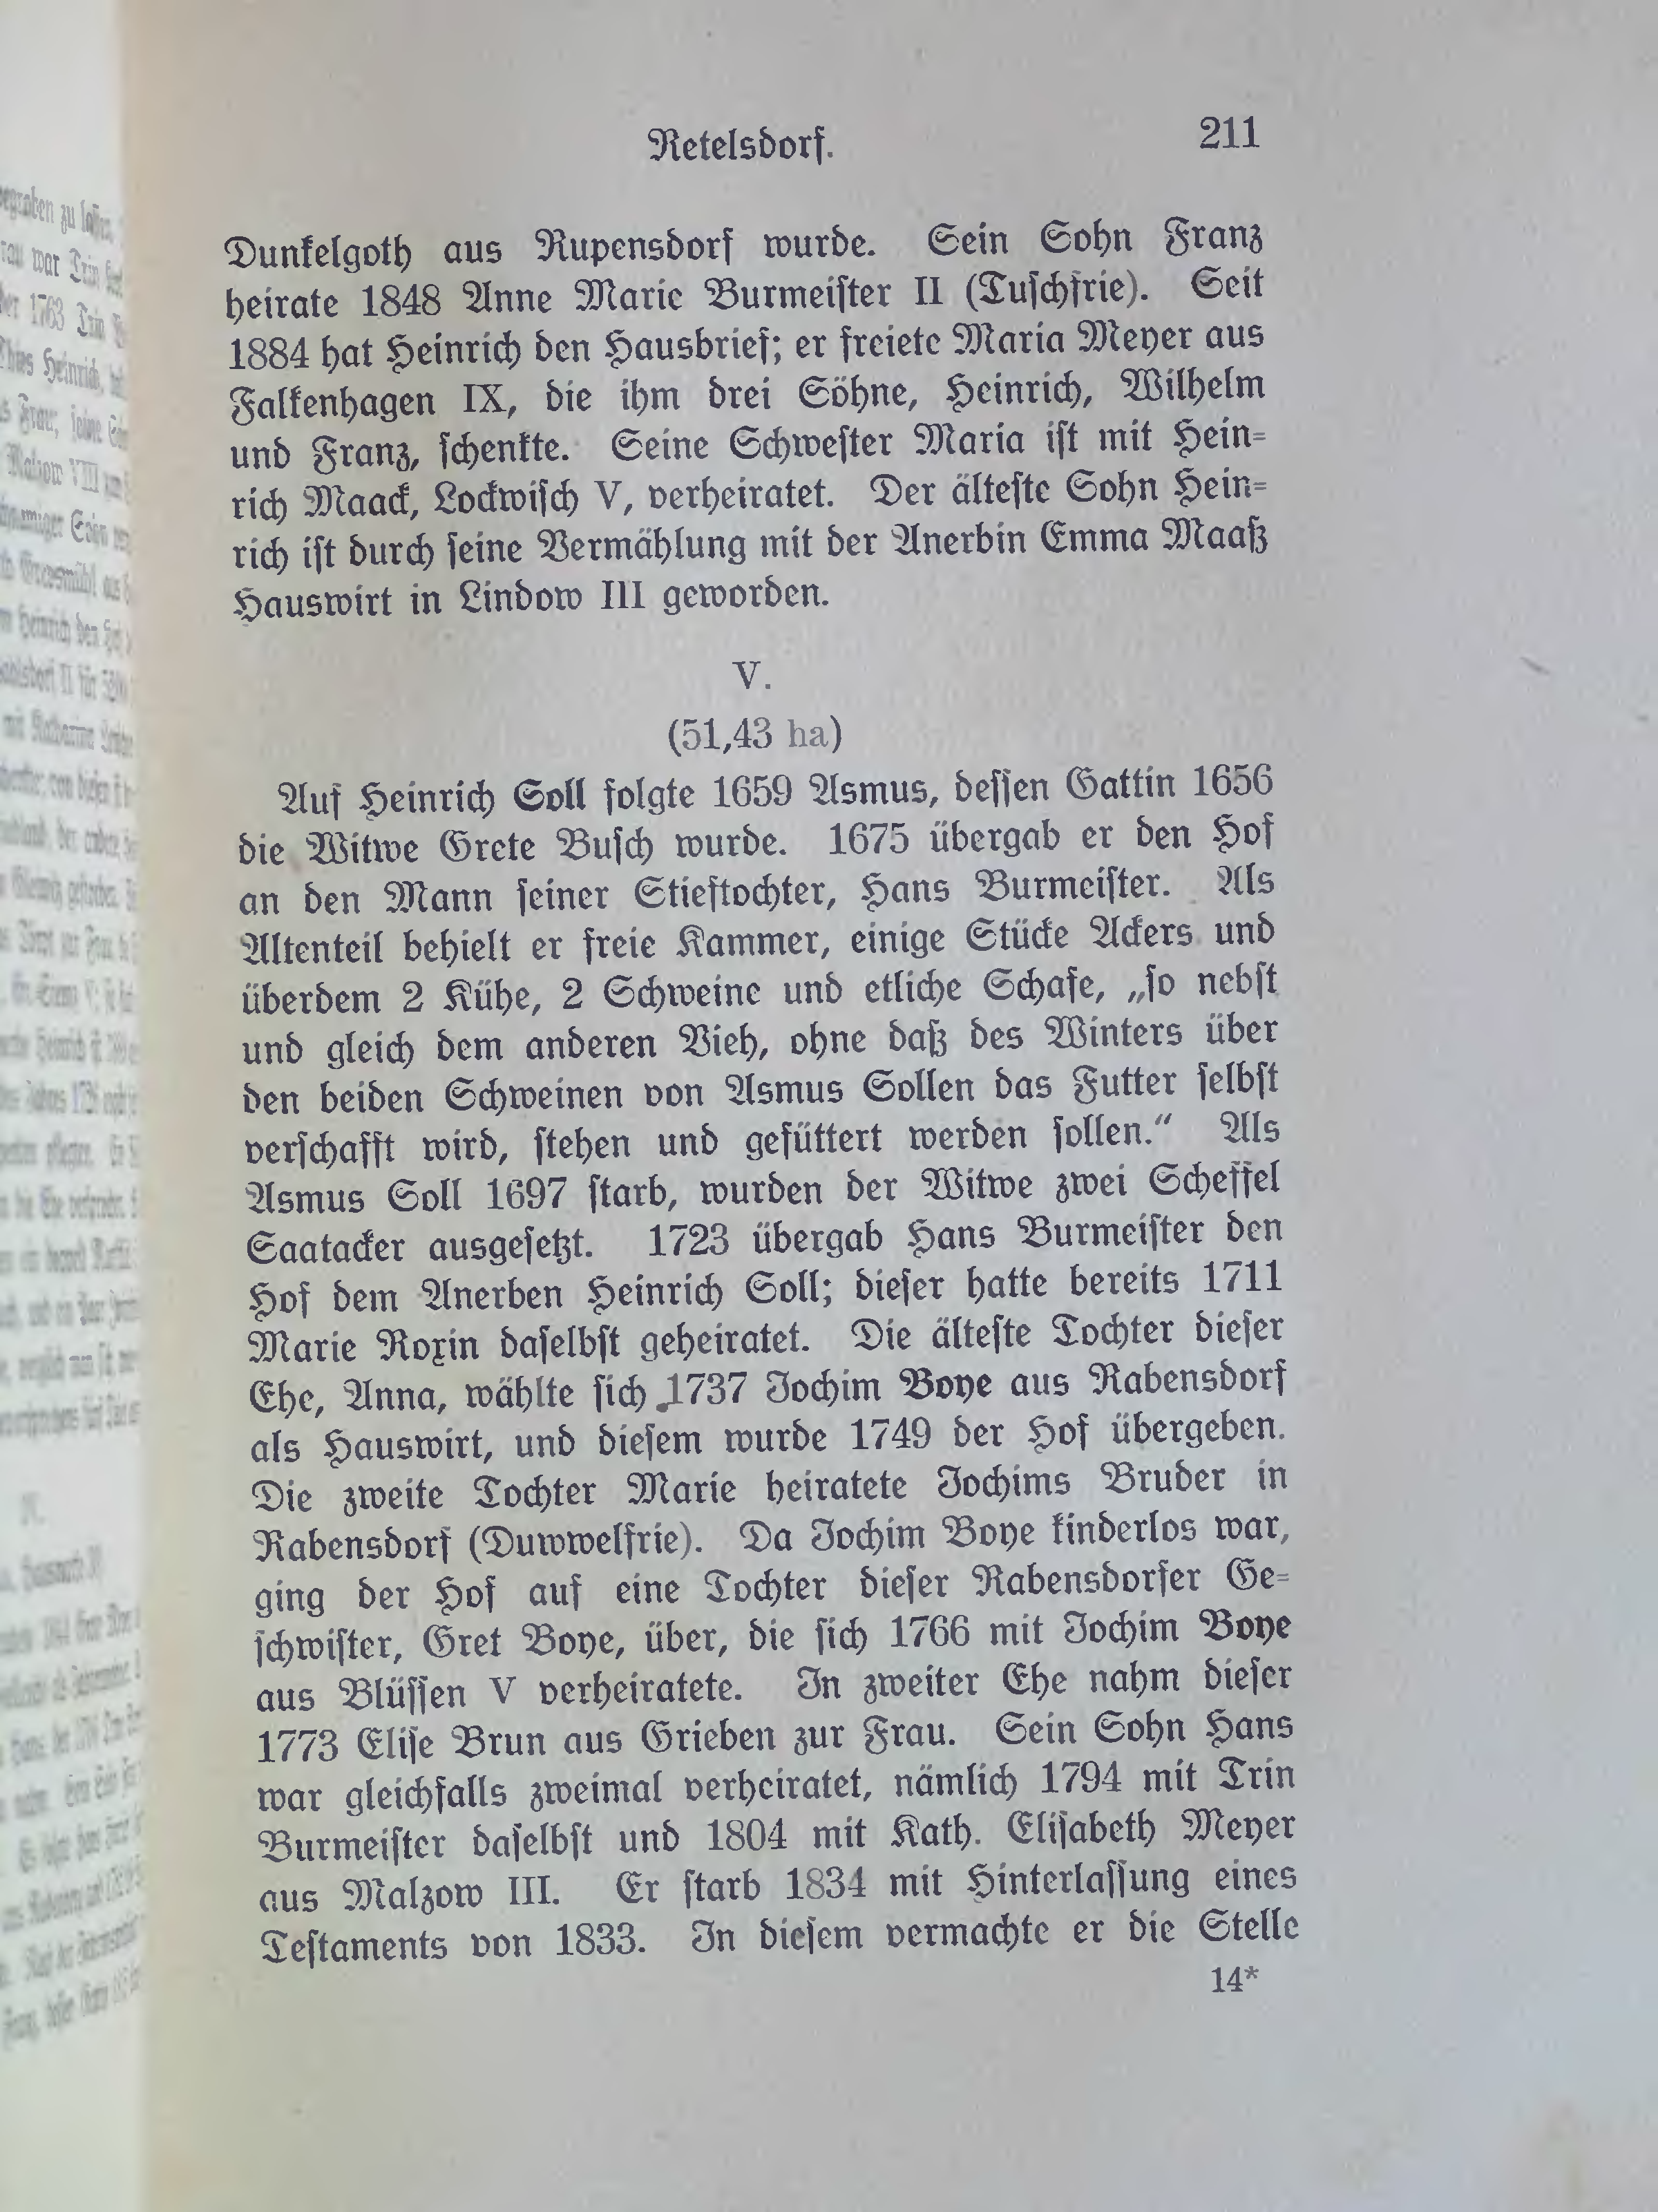 Retelsdorf. 211
Dunkelgoth aus Rupensdorf wurde. Sein Sohn Franz
heirate 1848 Anne Marie Burmeister II (Tuschfrie). Seit
1884 hat Heinrich den Hausbrief; er freiete Maria Meyer aus
Falkenhagen IX, die ihm drei Söhne, Heinrich, Wilhelm
und Franz, schenkte. Seine Schwester Maria ist mit Hein-
rich Maack, Lockwisch V, verheiratet. Der älteste Sohn Hein-
rich ist durch seine Vermählung mit der Anerbin Emma Maaß
Hauswirt in Lindow III geworden.
V.
(51,43 ha)
Auf Heinrich Soll folgte 1659 Asmus, dessen Gattin 1656
die Witwe Grete Busch wurde. 1675 übergab er den Hof
an den Mann seiner Stieftochter, Hans Burmeister. Als
Altenteil behielt er freie Kammer, einige Stücke Ackers und
überdem 2 Kühe, 2 Schweine und etliche Schafe, „so nebst
und gleich dem anderen Vieh, ohne daß des Winters über
den beiden Schweinen von Asmus Sollen das Futter selbst
verschafft wird, stehen und gefüttert werden sollen.“ Als
Asmus Soll 1697 starb, wurden der Witwe zwei Scheffel
Saatacker ausgesetzt. 1723 übergab Hans Burmeister den
Hof dem Anerben Heinrich Soll; dieser hatte bereits 1711
Marie Roxin daselbst geheiratet. Die älteste Tochter dieser
Ehe, Anna, wählte sich 1737 Jochim Boye aus Rabensdorf
als Hauswirt, und diesem wurde 1749 der Hof übergeben.
Die zweite Tochter Marie heiratete Jochims Bruder in
Rabensdorf (Duwwelfrie). Da Jochim Boye kinderlos war,
ging der Hof auf eine Tochter dieser Rabensdorfer Ge-
schwister, Gret Boye, über, die sich 1766 mit Jochim Boye
aus Blüssen V verheiratete. In zweiter Ehe nahm dieser
1773 Elise Brun aus Grieben zur Frau. Sein Sohn Hans
war gleichfalls zweimal verheiratet, nämlich 1794 mit Trin
Burmeister daselbst und 1804 mit Kath. Elisabeth Meyer
aus Malzow III. Er starb 1834 mit Hinterlassung eines
Testaments von 1833. In diesem vermachte er die Stelle
14*